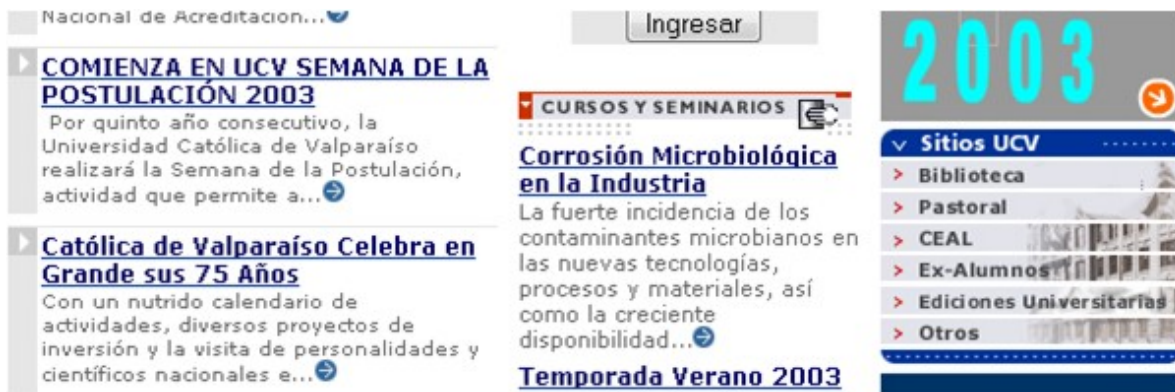 Nacional de Acreditación...
COMIENZA EN UCV SEMANA DE LA
POSTULACIÓN 2003
Por quinto año consecutivo, la
Universidad Católica de Valparaíso
realizará la Semana de la Postulación,
actividad que permite a...
Católica de Valparaíso Celebra en
Grande sus 75 Años
Con un nutrido calendario de
actividades, diversos proyectos de
inversión y la visita de personalidades y
científicos nacionales e...
Ingresar
CURSOS Y SEMINARIOS
Corrosión Microbiológica
en la Industria
La fuerte incidencia de los
contaminantes microbianos en
las nuevas tecnologías,
procesos y materiales, así
como la creciente
disponibilidad...
Temporada Verano 2003
2003
Sitios UCV
Biblioteca
Pastoral
CEAL
Ex-Alumnos
Ediciones Universitarias
Otros